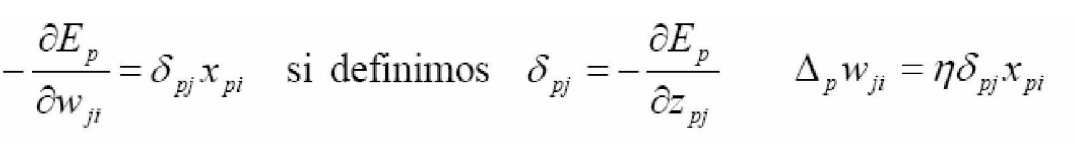 −∂E_p/∂w_ji = δ_pj x_pi si definimos δ_pj = −∂E_p/∂z_pj Δ_p w_ji = ηδ_pj x_pi